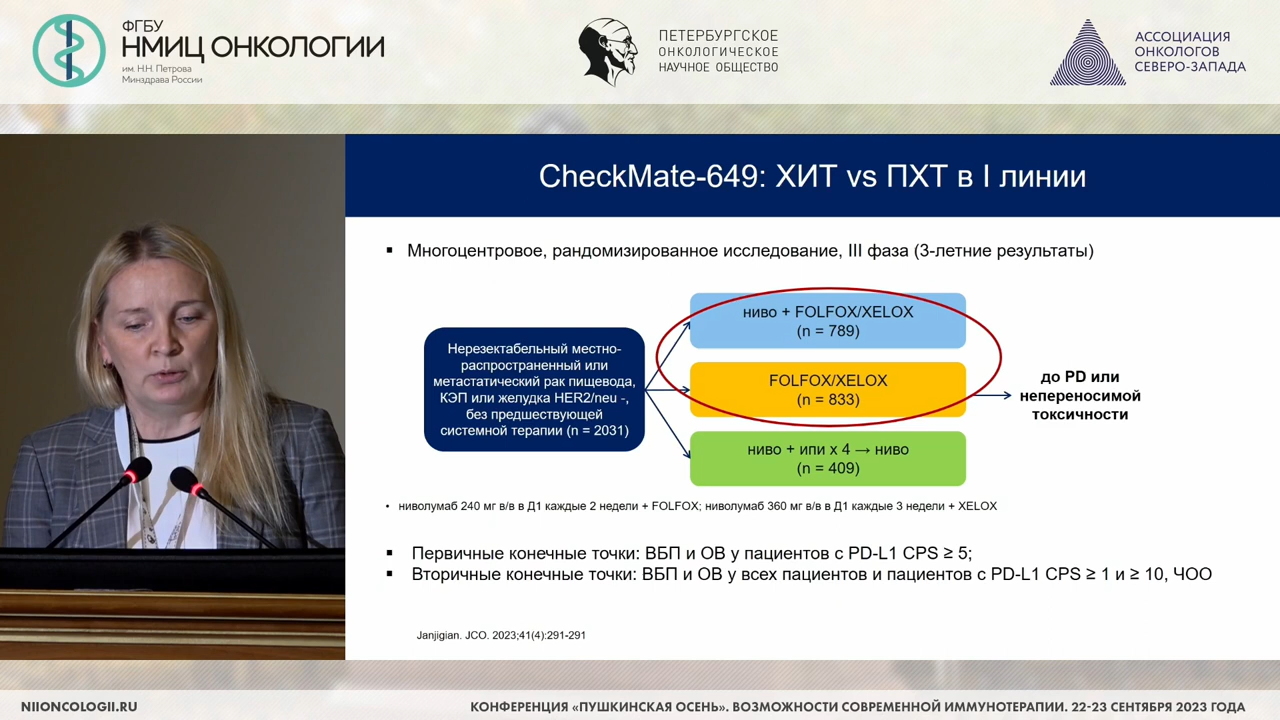 ФГБУ
НМИЦ ОНКОЛОГИИ
им. Н.Н. Петрова
Минздрава России
ПЕТЕРБУРГСКОЕ
ОНКОЛОГИЧЕСКОЕ
НАУЧНОЕ ОБЩЕСТВО
АССОЦИАЦИЯ
ОНКОЛОГОВ
СЕВЕРО-ЗАПАДА
CheckMate-649: ХИТ vs ПХТ в I линии
▪ Многоцентровое, рандомизированное исследование, III фаза (3-летние результаты)
Нерезектабельный местно-
распространенный или
метастатический рак пищевода,
КЭП или желудка HER2/neu -,
без предшествующей
системной терапии (n = 2031)
ниво + FOLFOX/XELOX
(n = 789)
FOLFOX/XELOX
(n = 833)
ниво + ипи x 4 → ниво
(n = 409)
до PD или
непереносимой
токсичности
• ниволумаб 240 мг в/в в Д1 каждые 2 недели + FOLFOX; ниволумаб 360 мг в/в в Д1 каждые 3 недели + XELOX
▪ Первичные конечные точки: ВБП и ОВ у пациентов с PD-L1 CPS ≥ 5;
▪ Вторичные конечные точки: ВБП и ОВ у всех пациентов и пациентов с PD-L1 CPS ≥ 1 и ≥ 10, ЧОО
Janjigian. JCO. 2023;41(4):291-291
NIIONCOLOGII.RU
КОНФЕРЕНЦИЯ «ПУШКИНСКАЯ ОСЕНЬ». ВОЗМОЖНОСТИ СОВРЕМЕННОЙ ИММУНОТЕРАПИИ. 22-23 СЕНТЯБРЯ 2023 ГОДА